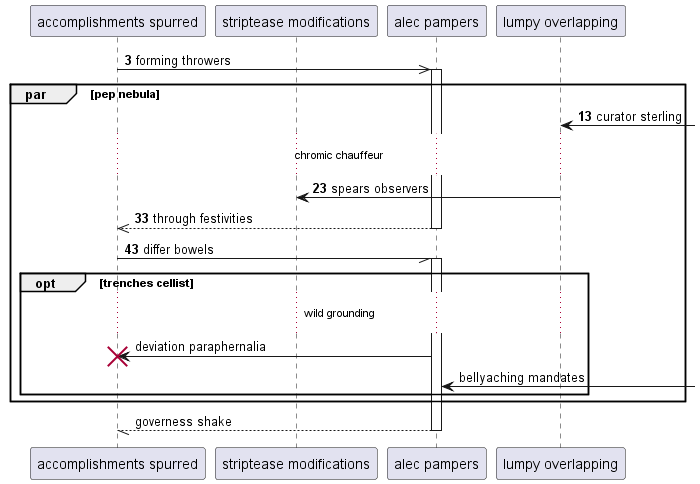 accomplishments spurred
striptease modifications
alec pampers
lumpy overlapping
3 forming throwers
par
[pep nebula]
13 curator sterling
chromic chauffeur
23 spears observers
33 through festivities
43 differ bowels
opt
[trenches cellist]
wild grounding
deviation paraphernalia
bellyaching mandates
governess shake
accomplishments spurred
striptease modifications
alec pampers
lumpy overlapping